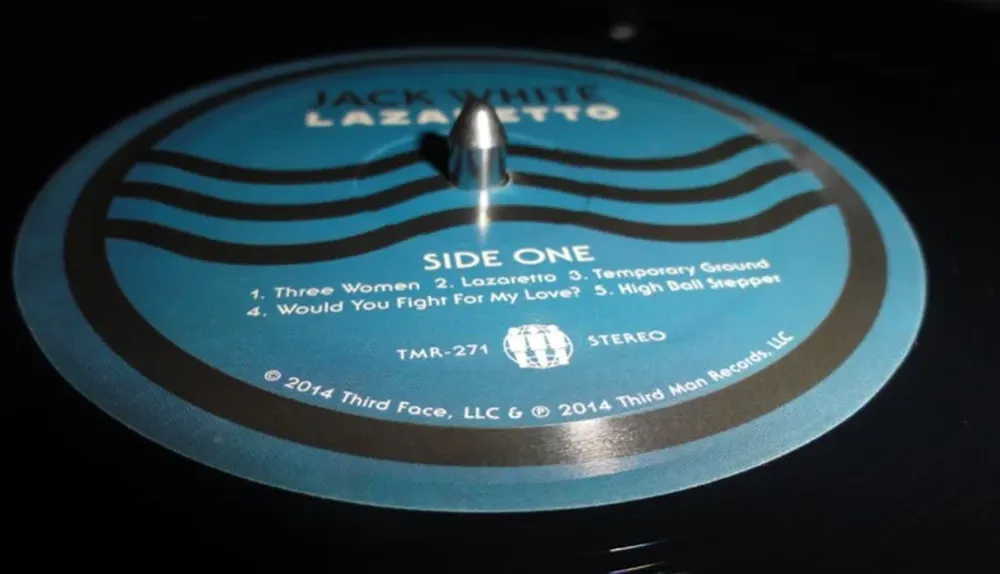 JACK WHITE
LAZARETTO
SIDE ONE
1. Three Women 2. Lazaretto 3. Temporary Ground
4. Would You Fight For My Love? 5. High Ball Stepper
TMR-271 STEREO
© 2014 Third Face, LLC & ℗ 2014 Third Man Records, LLC